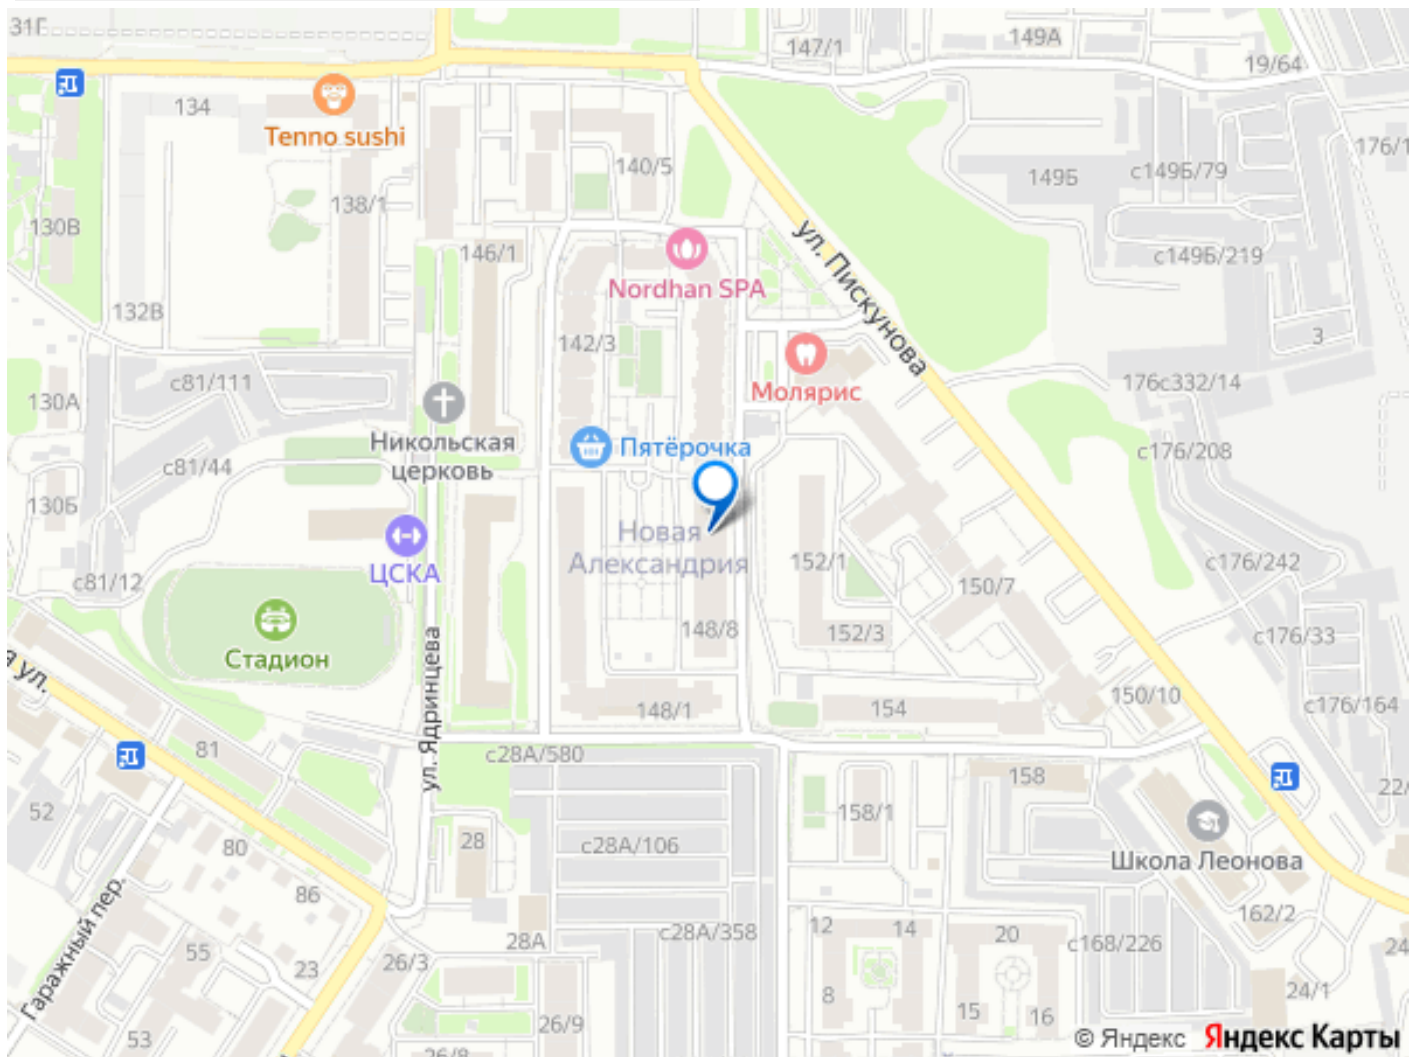 31Г
147/1
149А
19/64
134
Tenno sushi
140/5
149Б
с149Б/79
176/1
138/1
130В
146/1
ул. Пискунова
с149Б/219
Nordhan SPA
132В
142/3
3
с81/111
Молярис
176с332/14
130А
Никольская
церковь
Пятёрочка
с81/44
с176/208
130Б
Новая
Александрия
152/1
с176/242
с81/12
ЦСКА
150/7
Стадион
148/8
152/3
с176/33
а ул.
ул. Ядринцева
148/1
154
150/10
с176/164
81
с28А/580
158
22/
52
158/1
80
28
с28А/106
Школа Леонова
86
Гаражный пер.
55
28А
с28А/358
12
14
20
с168/226
162/2
24
23
26/3
8
15
16
24/1
53
26/9
26/8
© Яндекс Яндекс Карты